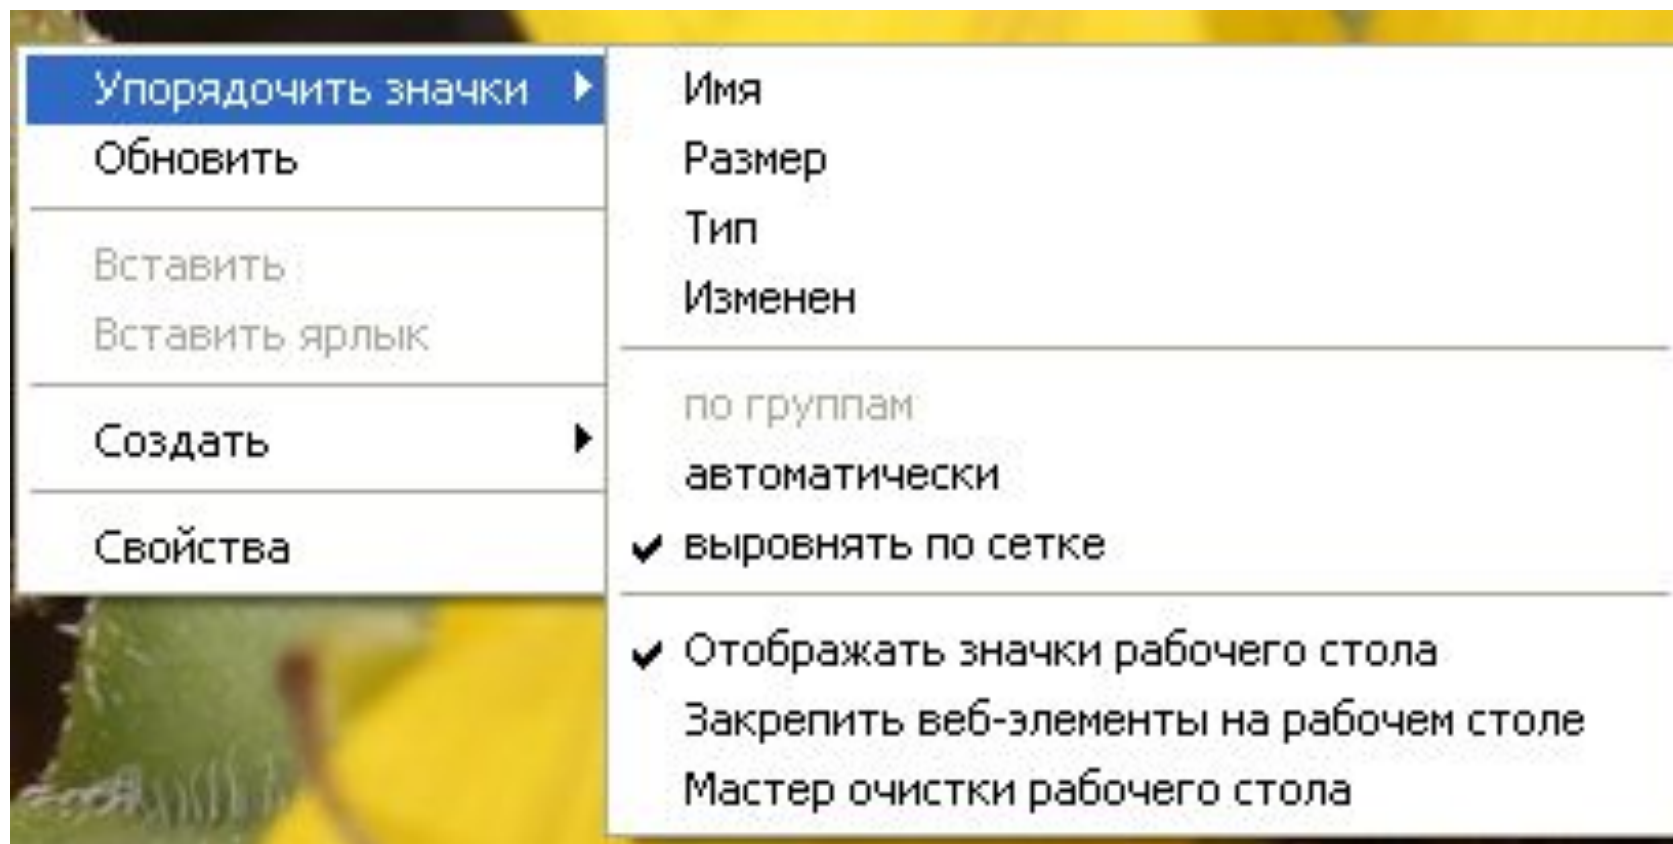 Упорядочить значки
Обновить
Вставить
Вставить ярлык
Создать
Свойства
Имя
Размер
Тип
Изменен
по группам
автоматически
выровнять по сетке
Отображать значки рабочего стола
Закрепить веб-элементы на рабочем столе
Мастер очистки рабочего стола